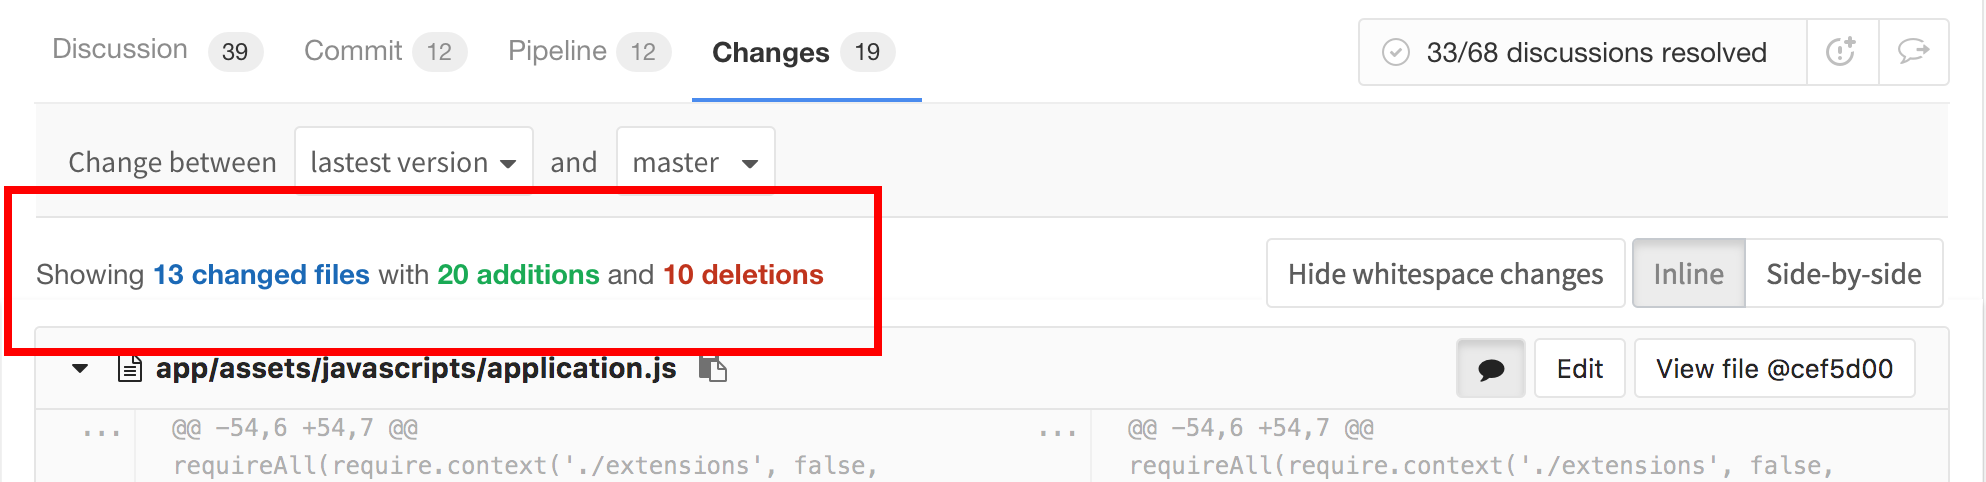 Discussion 39 Commit 12 Pipeline 12 Changes 19 33/68 discussions resolved
Change between lastest version and master
Showing 13 changed files with 20 additions and 10 deletions Hide whitespace changes Inline Side-by-side
app/assets/javascripts/application.js Edit View file @cef5d00
... @@ -54,6 +54,7 @@ ... @@ -54,6 +54,7 @@
requireAll(require.context('./extensions', false, requireAll(require.context('./extensions', false,